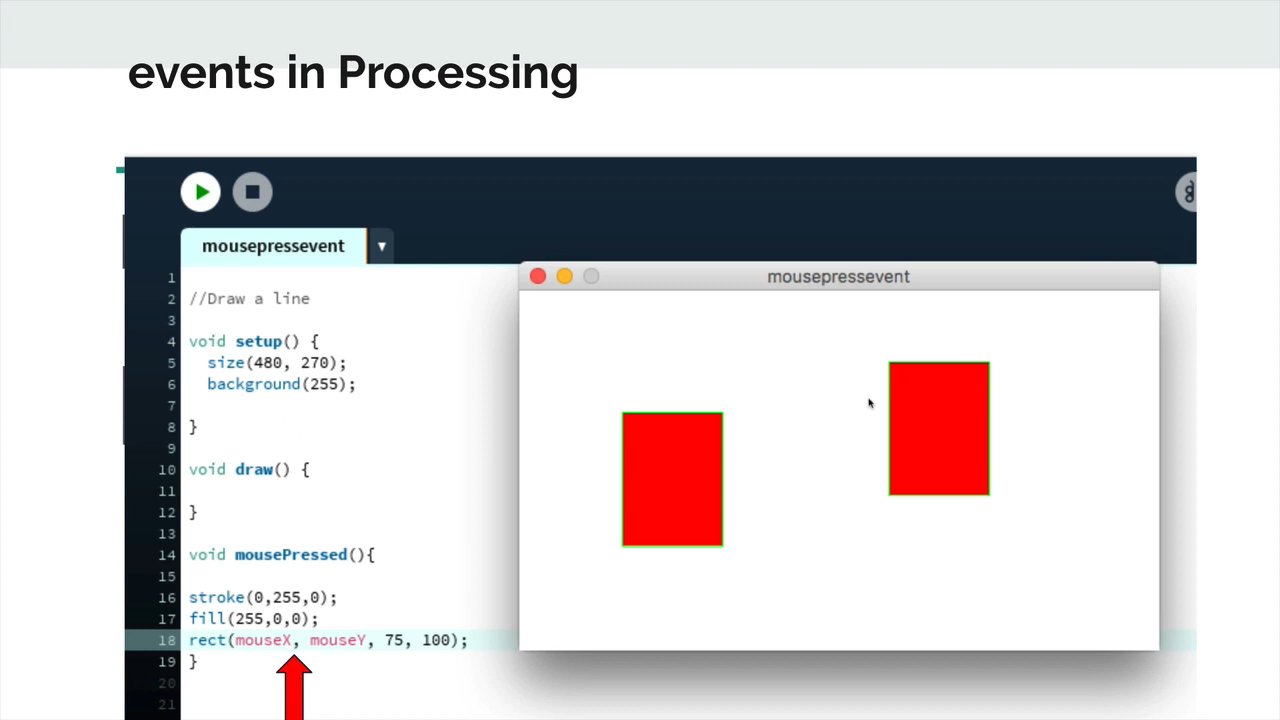 events in Processing
mousepressevent ▼
mousepressevent
1
2 //Draw a line
3
4 void setup() {
5 size(480, 270);
6 background(255);
7
8 }
9
10 void draw() {
11
12 }
13
14 void mousePressed(){
15
16 stroke(0,255,0);
17 fill(255,0,0);
18 rect(mouseX, mouseY, 75, 100);
19 }
20
21